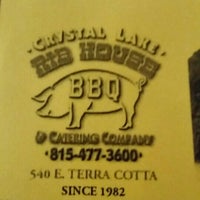 · CRYSTAL LAKE ·
RIB HOUSE
BBQ
& CATERING COMPANY
· 815-477-3600 ·
540 E. TERRA COTTA
SINCE 1982